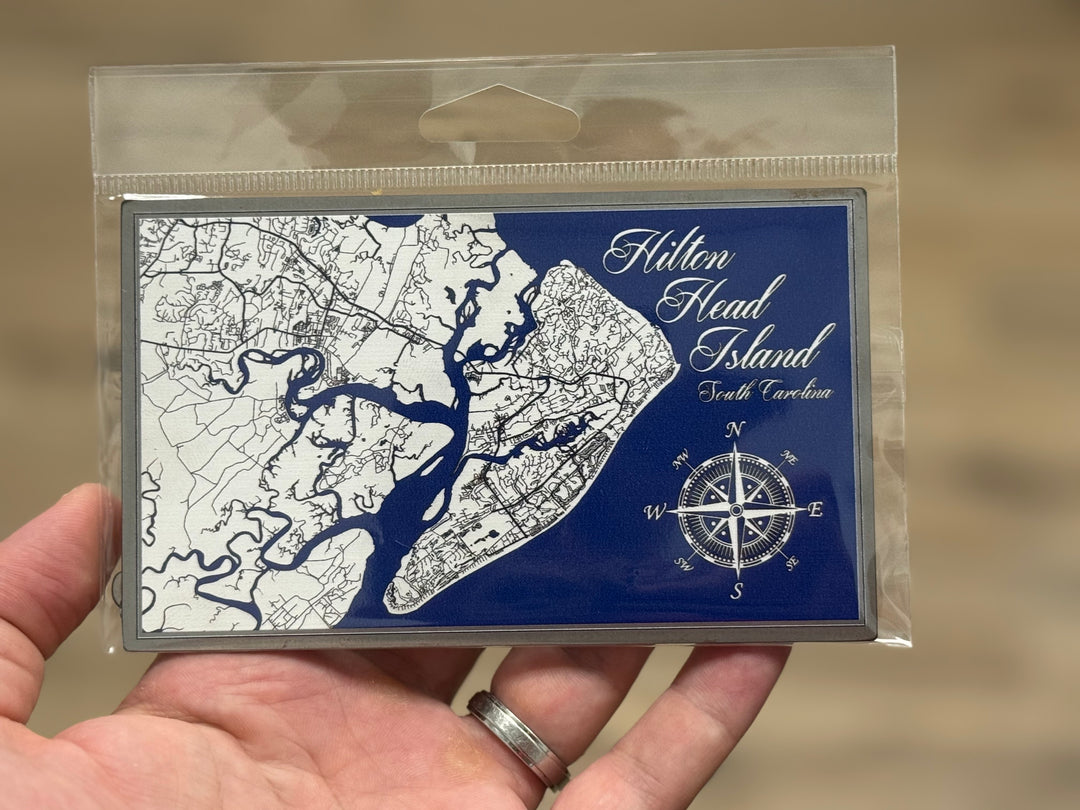 Hilton
Head
Island
South Carolina
N
NW NE
W E
SW SE
S